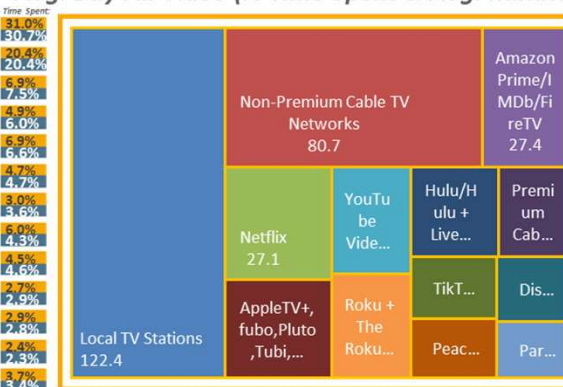 Time Spent:
31.0%
30.7%
20.4%
20.4%
6.9%
7.5%
4.9%
6.0%
6.9%
6.6%
4.7%
4.7%
3.0%
3.6%
6.0%
4.3%
4.5%
4.6%
2.7%
2.9%
2.9%
2.8%
2.4%
2.3%
3.7%
3.4%
Local TV Stations
122.4
Non-Premium Cable TV
Networks
80.7
Amazon
Prime/I
MDb/Fi
reTV
27.4
Netflix
27.1
YouTu
be
Vide...
Hulu/H
ulu +
Live...
Premi
um
Cab...
AppleTV+,
fubo,Pluto
,Tubi,...
Roku +
The
Roku...
TikT...
Dis...
Peac...
Par...